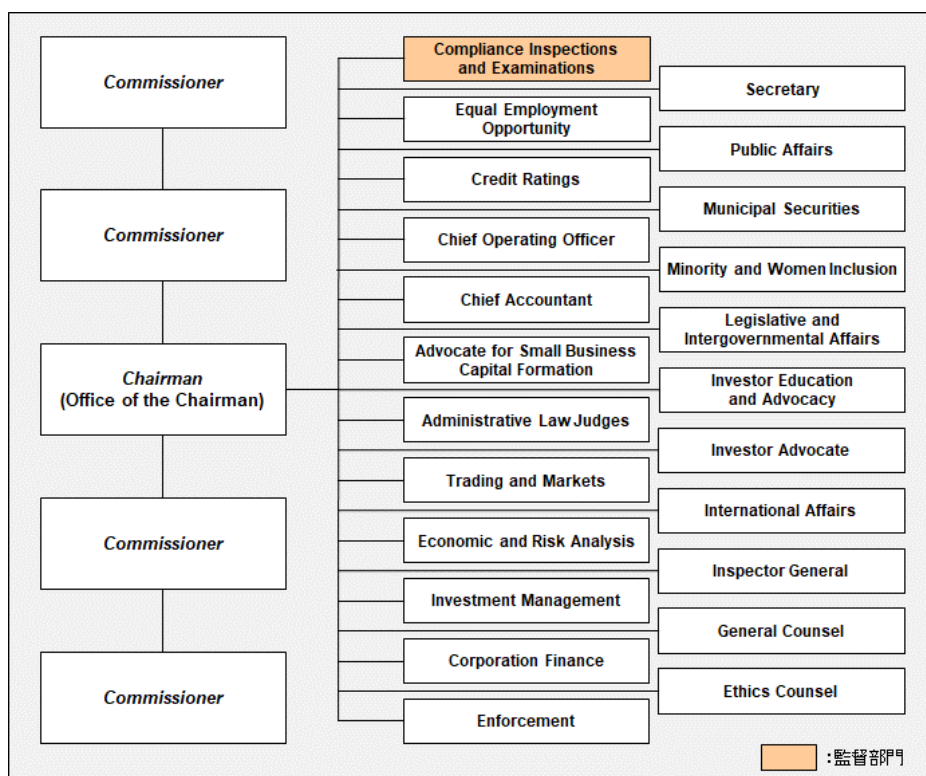 Commissioner
Commissioner
Chairman
(Office of the Chairman)
Commissioner
Commissioner
Compliance Inspections
and Examinations
Secretary
Equal Employment
Opportunity
Public Affairs
Credit Ratings
Municipal Securities
Chief Operating Officer
Minority and Women Inclusion
Chief Accountant
Legislative and
Intergovernmental Affairs
Advocate for Small Business
Capital Formation
Investor Education
and Advocacy
Administrative Law Judges
Investor Advocate
Trading and Markets
International Affairs
Economic and Risk Analysis
Inspector General
Investment Management
General Counsel
Corporation Finance
Ethics Counsel
Enforcement
:監督部門